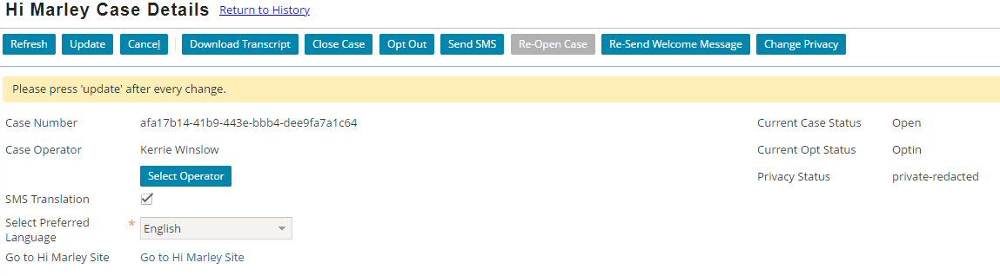 Hi Marley Case Details Return to History
Refresh Update Cancel Download Transcript Close Case Opt Out Send SMS Re-Open Case Re-Send Welcome Message Change Privacy
Please press 'update' after every change.
Case Number afa17b14-41b9-443e-bbb4-dee9fa7a1c64 Current Case Status Open
Case Operator Kerrie Winslow Current Opt Status Optin
Select Operator Privacy Status private-redacted
SMS Translation
Select Preferred
Language * English
Go to Hi Marley Site Go to Hi Marley Site